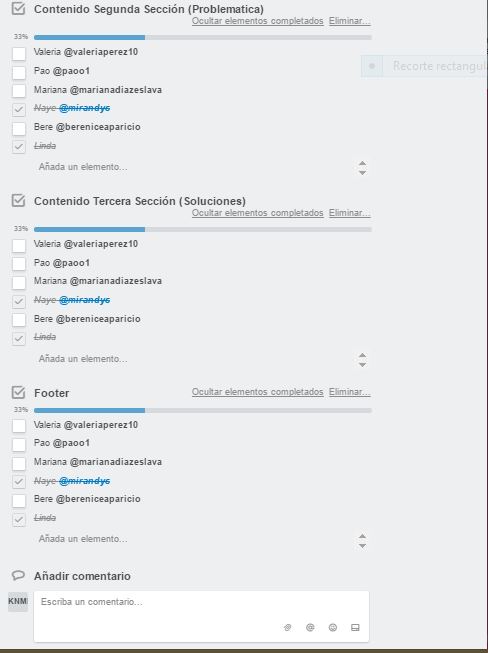 Contenido Segunda Sección (Problematica)
Ocultar elementos completados Eliminar...
33%
Valeria @valeriaperez10
Pao @paoo1
Mariana @marianadiazeslava
Naye @mirandys
Bere @bereniceaparicio
Linda
Añada un elemento...
Recorte rectangul
Contenido Tercera Sección (Soluciones)
Ocultar elementos completados Eliminar...
33%
Valeria @valeriaperez10
Pao @paoo1
Mariana @marianadiazeslava
Naye @mirandys
Bere @bereniceaparicio
Linda
Añada un elemento...
Footer Ocultar elementos completados Eliminar...
33%
Valeria @valeriaperez10
Pao @paoo1
Mariana @marianadiazeslava
Naye @mirandys
Bere @bereniceaparicio
Linda
Añada un elemento...
Añadir comentario
KNM
Escriba un comentario...